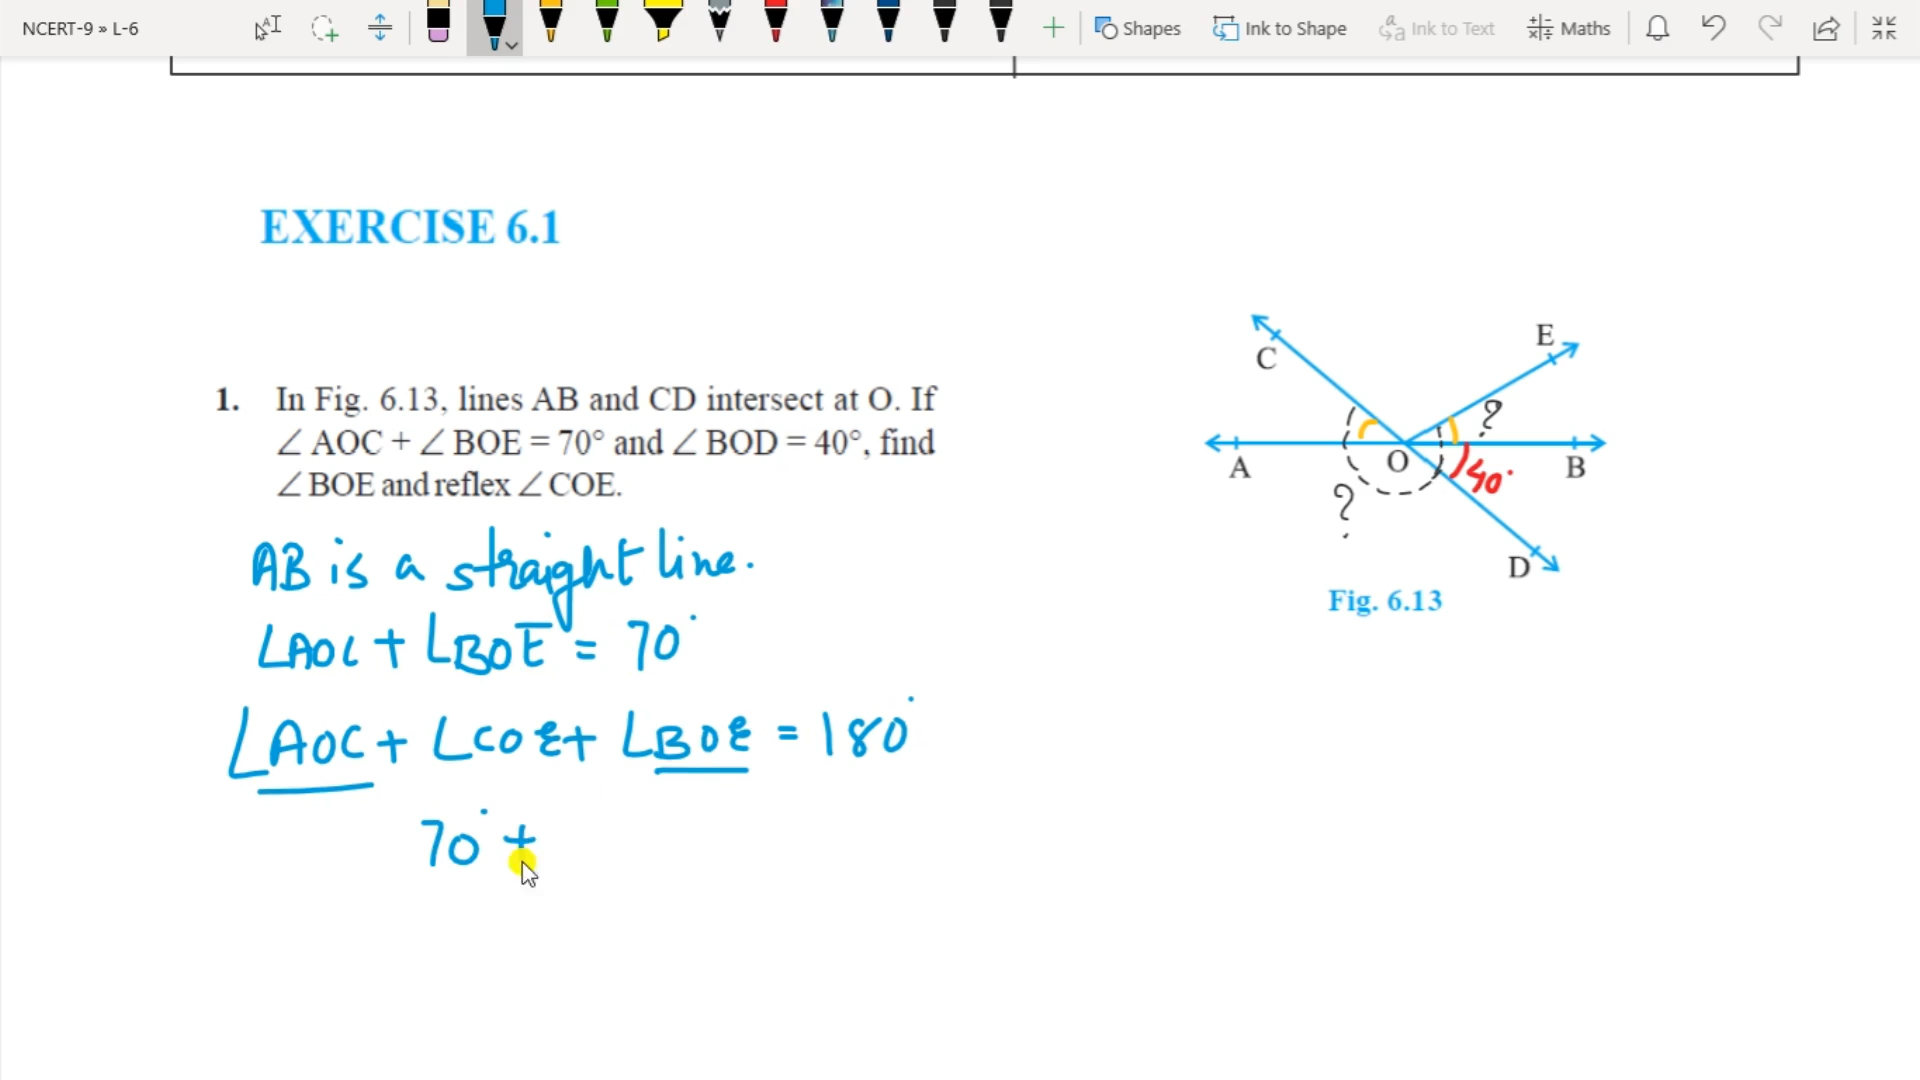 NCERT-9 » L-6
Shapes
Ink to Shape
Ink to Text
Maths
EXERCISE 6.1
1. In Fig. 6.13, lines AB and CD intersect at O. If
∠ AOC + ∠ BOE = 70° and ∠ BOD = 40°, find
∠ BOE and reflex ∠ COE.
AB is a straight line.
∠AOC + ∠BOE = 70°
∠AOC + ∠COE + ∠BOE = 180°
70° +
C
E
?
A
O
B
40°
?
D
Fig. 6.13